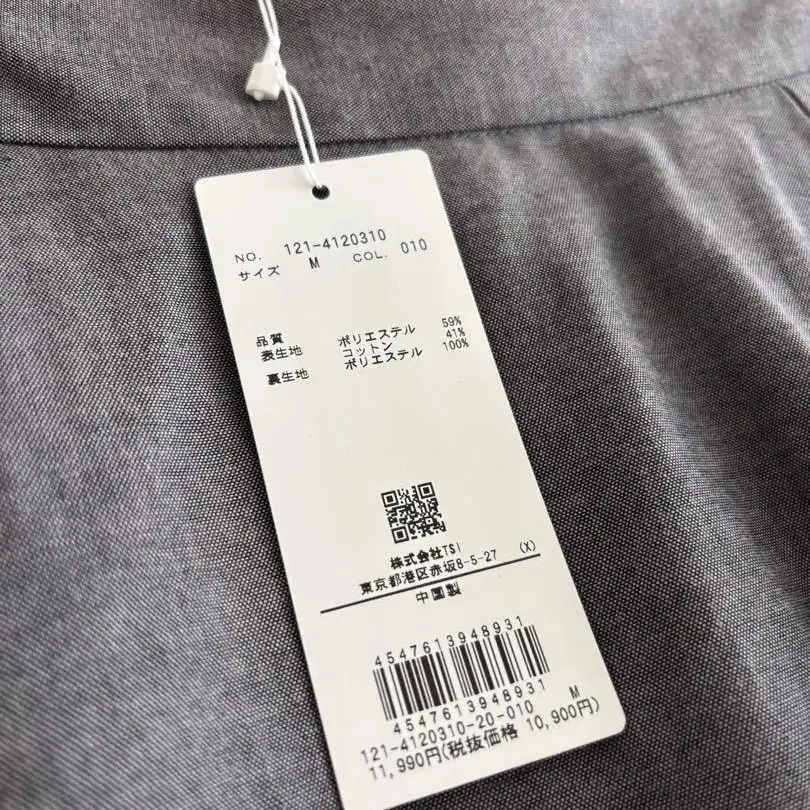 NO. 121-4120310
サイズ M COL. 010
品質
表生地 ポリエステル 59%
コットン 41%
裏生地 ポリエステル 100%
株式会社TSI
東京都港区赤坂8-5-27 (X)
中国製
4547613948931
4547613948931
121-4120310-20-010 M
11,990円(税抜価格 10,900円)